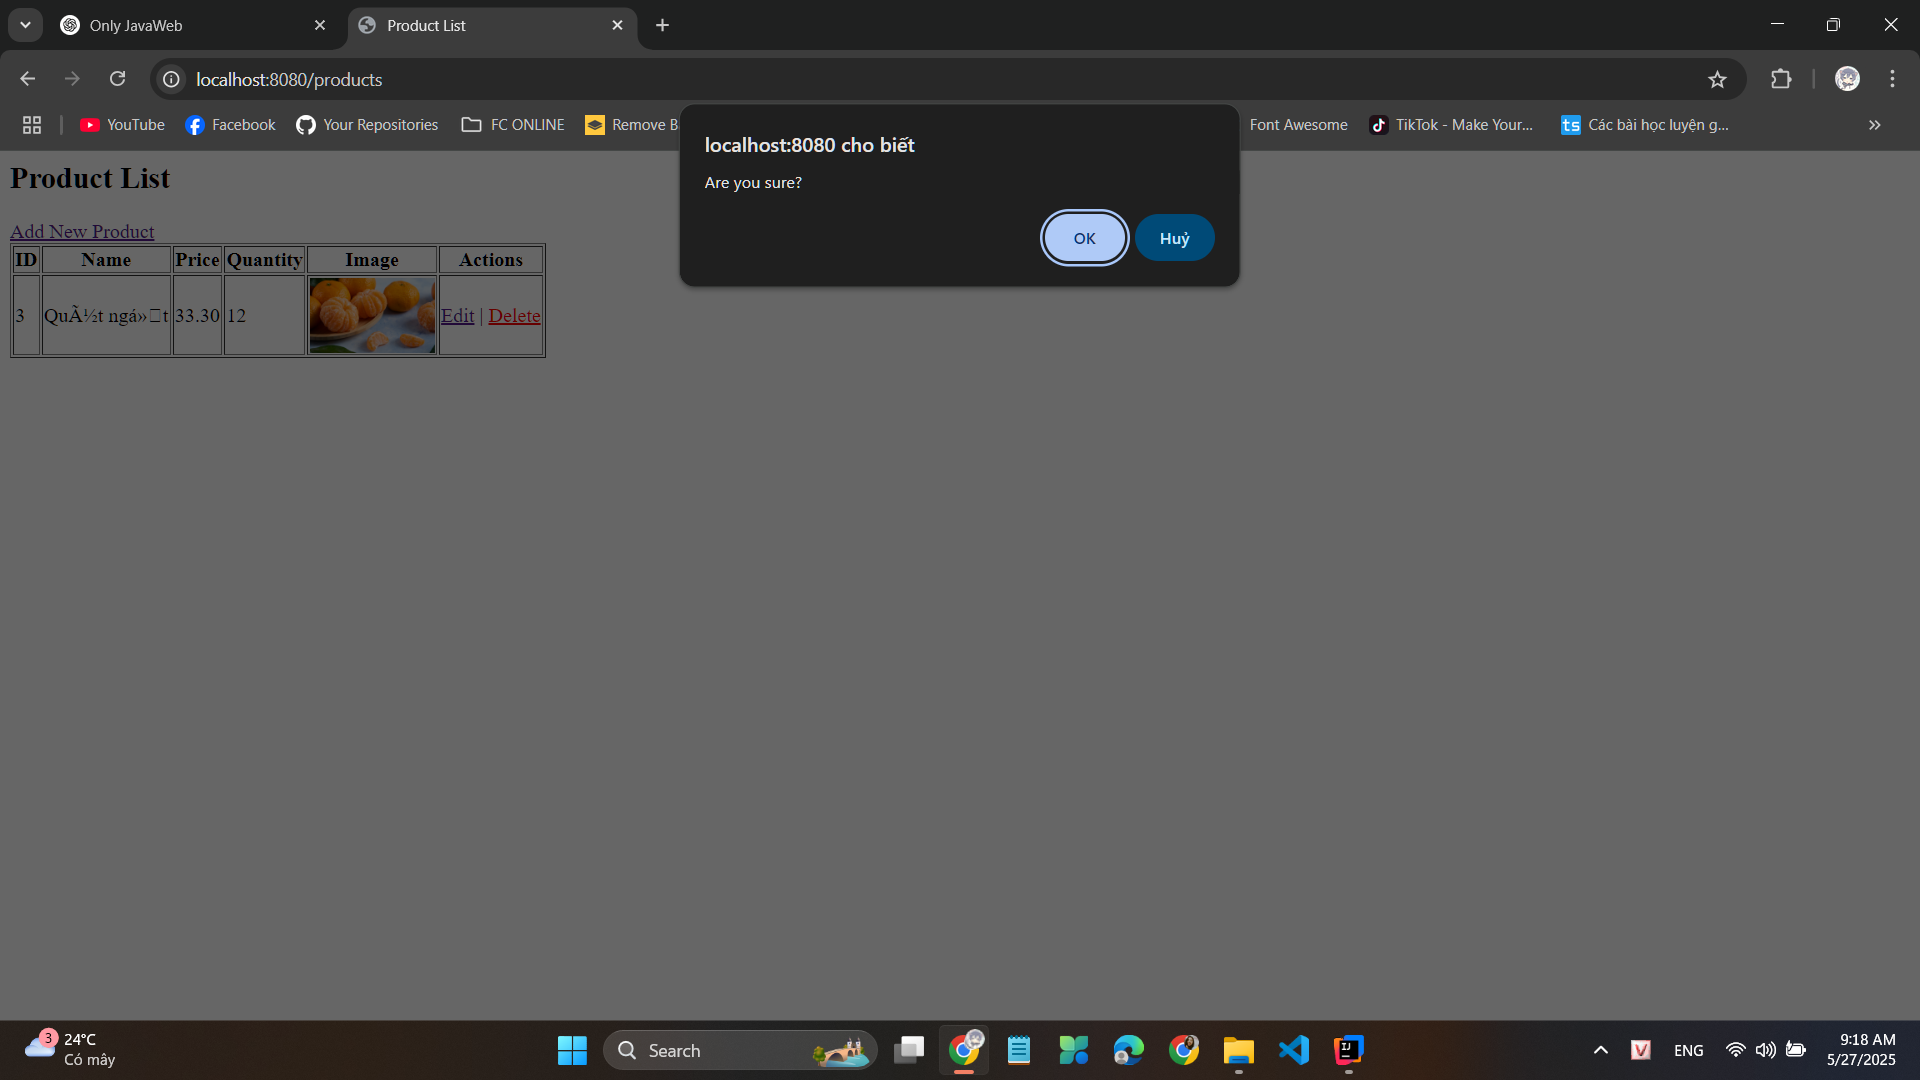 Only JavaWeb
Product List
localhost:8080/products
YouTube
Facebook
Your Repositories
FC ONLINE
Remove B
Font Awesome
TikTok - Make Your...
ts
Các bài học luyện g...
localhost:8080 cho biết
Are you sure?
OK
Huỷ
Product List
Add New Product
ID Name Price Quantity Image Actions
3 QuÃ½t ngá»□t 33.30 12 Edit | Delete
3
24°C
Có mây
Search
IJ
V
ENG
9:18 AM
5/27/2025